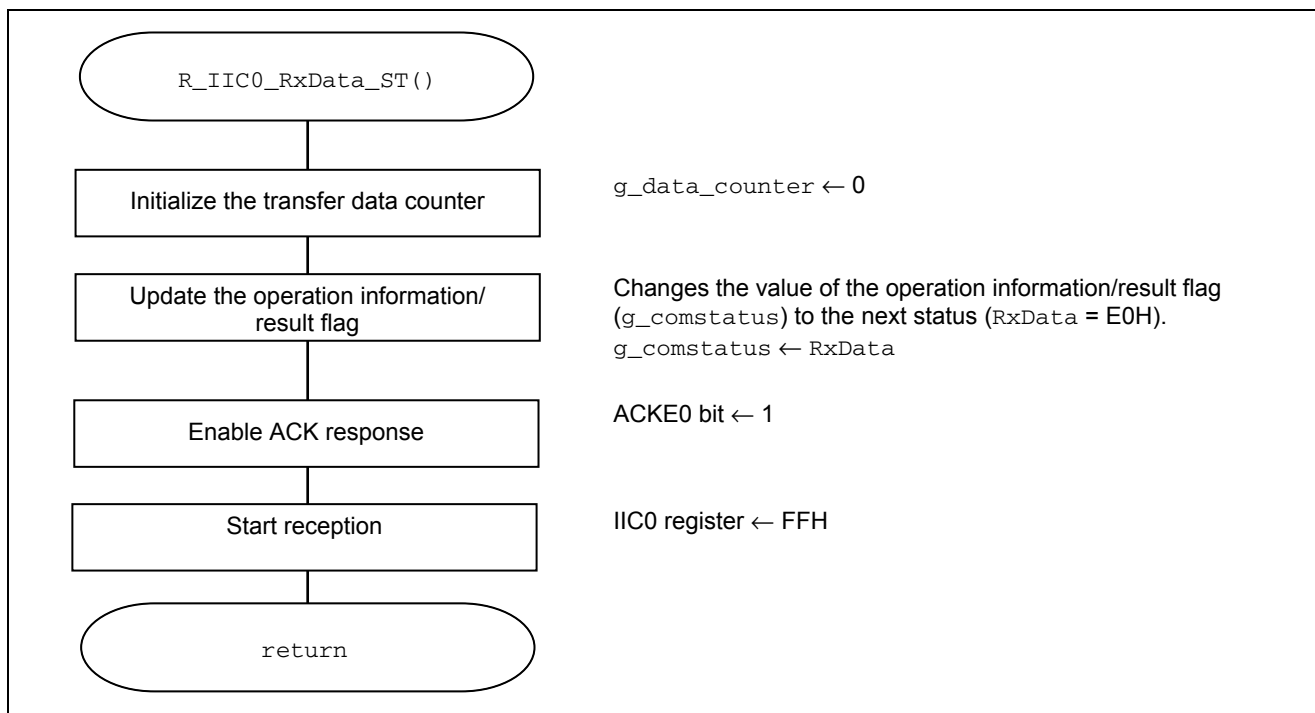 R_IIC0_RxData_ST()
Initialize the transfer data counter
g_data_counter ← 0
Update the operation information/
result flag
Changes the value of the operation information/result flag
(g_comstatus) to the next status (RxData = E0H).
g_comstatus ← RxData
Enable ACK response
ACKE0 bit ← 1
Start reception
IIC0 register ← FFH
return